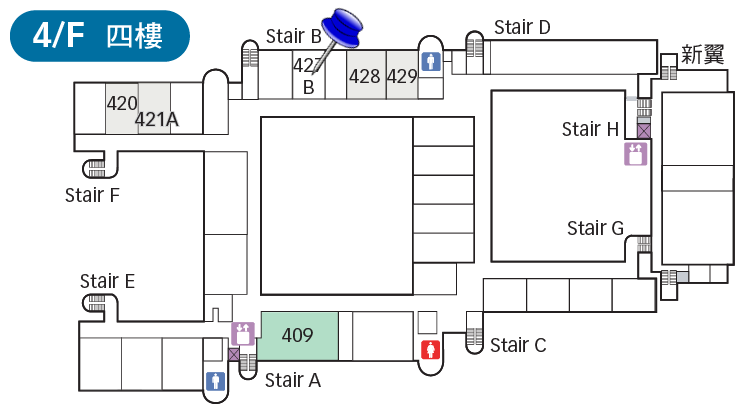 4/F 四樓
Stair B
Stair D
新翼
427
B
428
429
420
421A
Stair H
Stair F
Stair G
Stair E
409
Stair C
Stair A